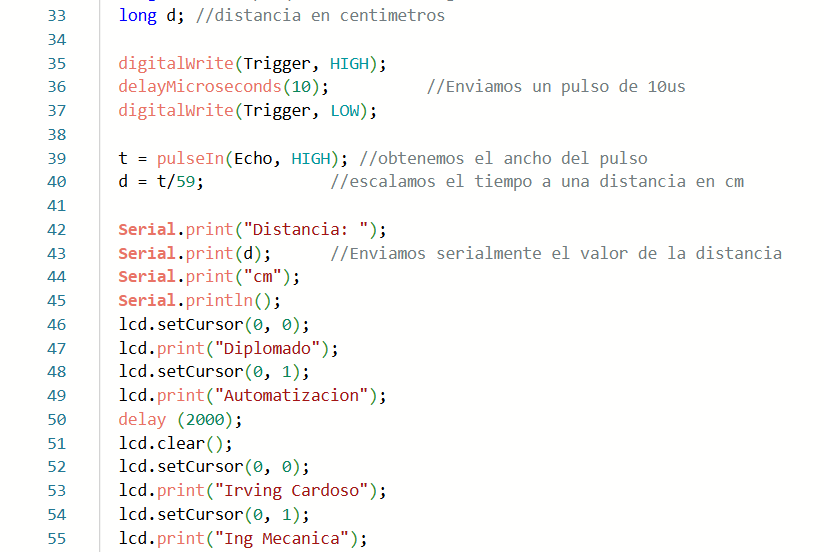 33 long d; //distancia en centimetros
34
35 digitalWrite(Trigger, HIGH);
36 delayMicroseconds(10); //Enviamos un pulso de 10us
37 digitalWrite(Trigger, LOW);
38
39 t = pulseIn(Echo, HIGH); //obtenemos el ancho del pulso
40 d = t/59; //escalamos el tiempo a una distancia en cm
41
42 Serial.print("Distancia: ");
43 Serial.print(d); //Enviamos serialmente el valor de la distancia
44 Serial.print("cm");
45 Serial.println();
46 lcd.setCursor(0, 0);
47 lcd.print("Diplomado");
48 lcd.setCursor(0, 1);
49 lcd.print("Automatizacion");
50 delay (2000);
51 lcd.clear();
52 lcd.setCursor(0, 0);
53 lcd.print("Irving Cardoso");
54 lcd.setCursor(0, 1);
55 lcd.print("Ing Mecanica");